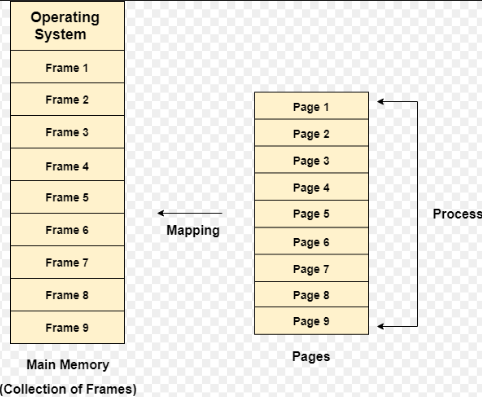 Operating
System
Frame 1
Frame 2
Frame 3
Frame 4
Frame 5
Frame 6
Frame 7
Frame 8
Frame 9
Main Memory
(Collection of Frames)
Mapping
Page 1
Page 2
Page 3
Page 4
Page 5
Page 6
Page 7
Page 8
Page 9
Pages
Process